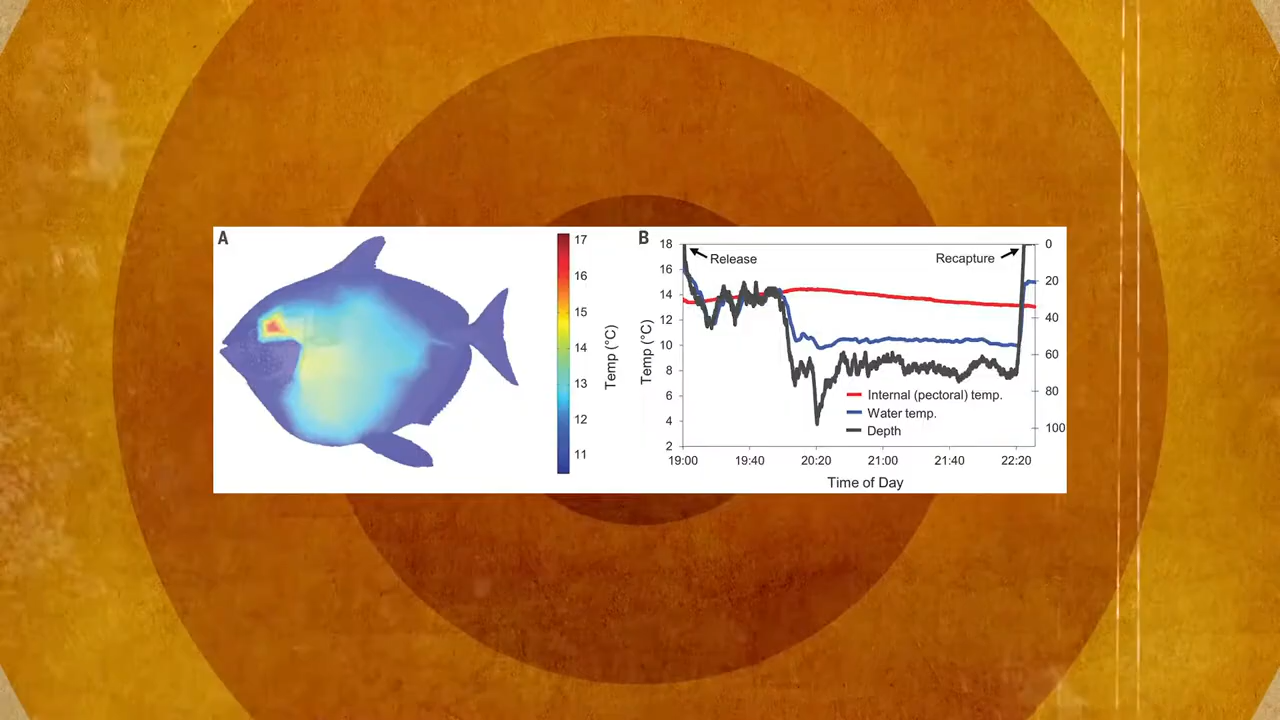 A
17
16
15
14
13
12
11
Temp (°C)
B
18
16
14
12
10
8
6
4
2
Temp (°C)
Release
Recapture
0
20
40
60
80
100
Internal (pectoral) temp.
Water temp.
Depth
19:00 19:40 20:20 21:00 21:40 22:20
Time of Day